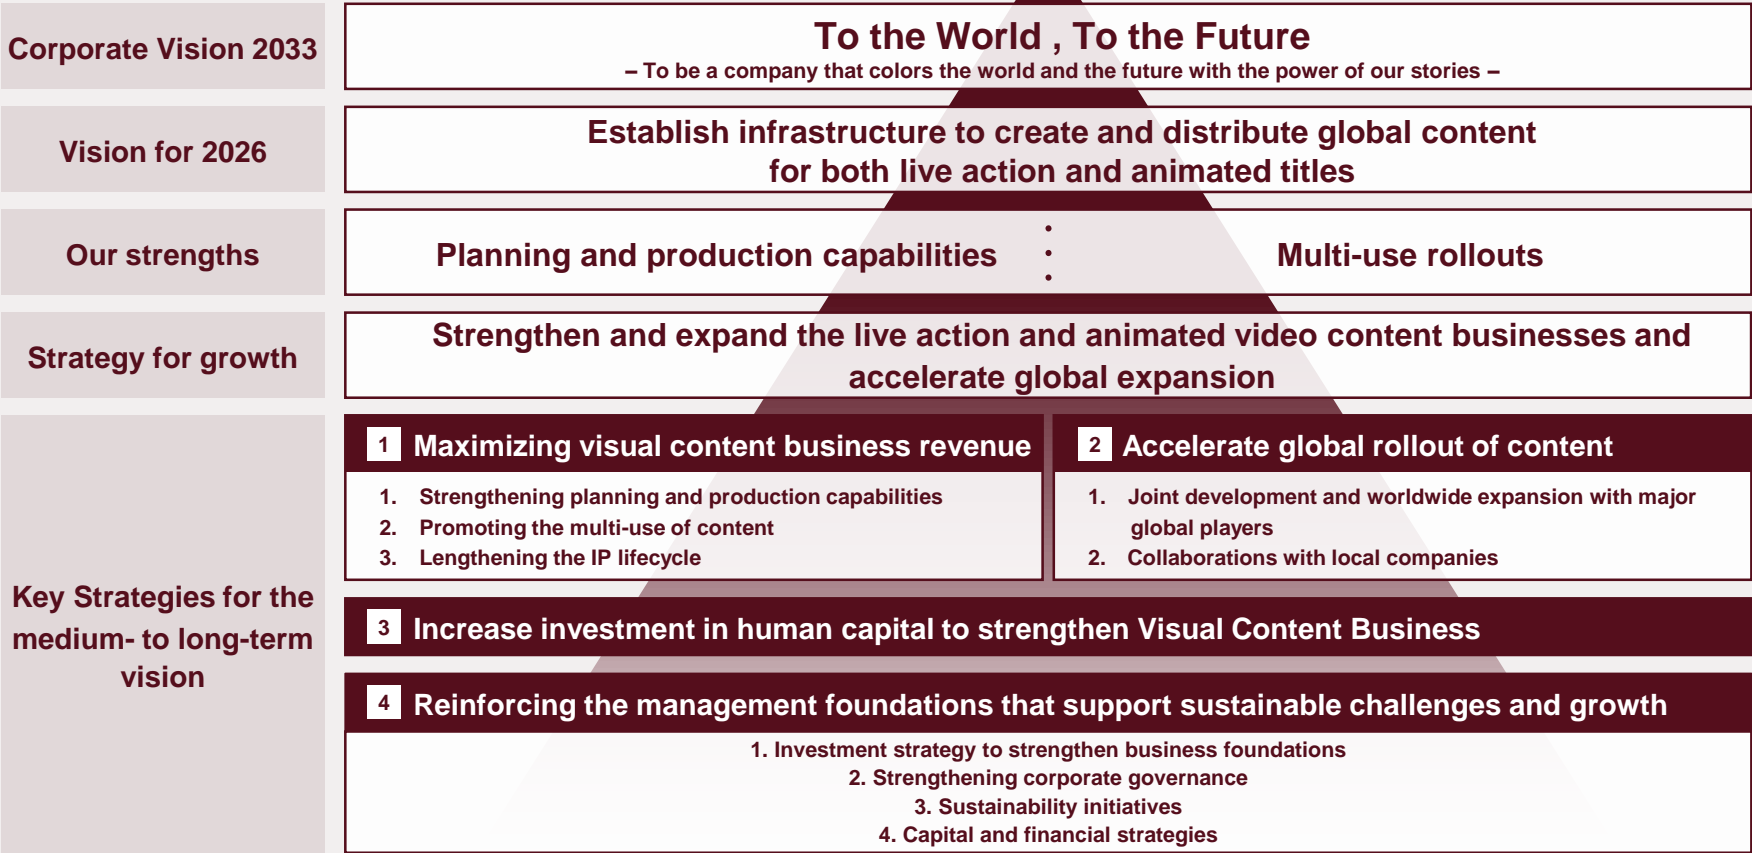 Corporate Vision 2033
To the World , To the Future
– To be a company that colors the world and the future with the power of our stories –
Vision for 2026
Establish infrastructure to create and distribute global content
for both live action and animated titles
Our strengths
Planning and production capabilities
Multi-use rollouts
Strategy for growth
Strengthen and expand the live action and animated video content businesses and
accelerate global expansion
Key Strategies for the
medium- to long-term
vision
1 Maximizing visual content business revenue
1. Strengthening planning and production capabilities
2. Promoting the multi-use of content
3. Lengthening the IP lifecycle
2 Accelerate global rollout of content
1. Joint development and worldwide expansion with major
global players
2. Collaborations with local companies
3 Increase investment in human capital to strengthen Visual Content Business
4 Reinforcing the management foundations that support sustainable challenges and growth
1. Investment strategy to strengthen business foundations
2. Strengthening corporate governance
3. Sustainability initiatives
4. Capital and financial strategies